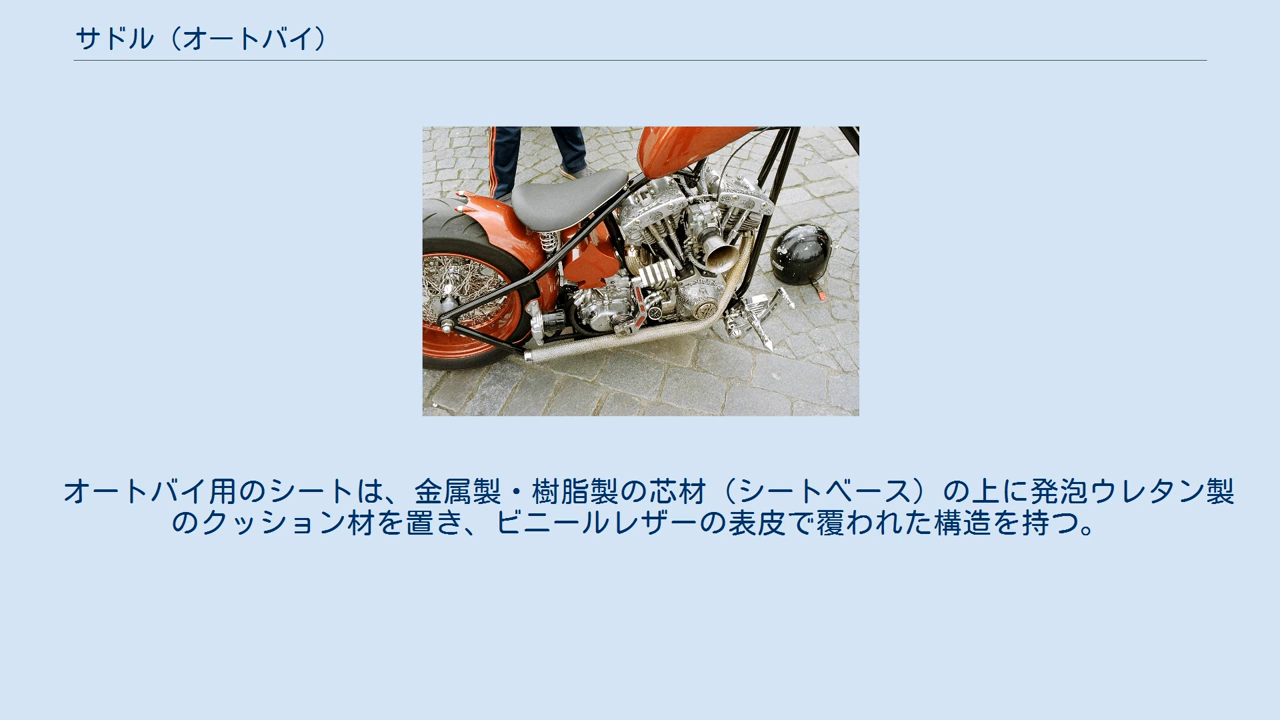 サドル（オートバイ）
オートバイ用のシートは、金属製・樹脂製の芯材（シートベース）の上に発泡ウレタン製
のクッション材を置き、ビニールレザーの表皮で覆われた構造を持つ。